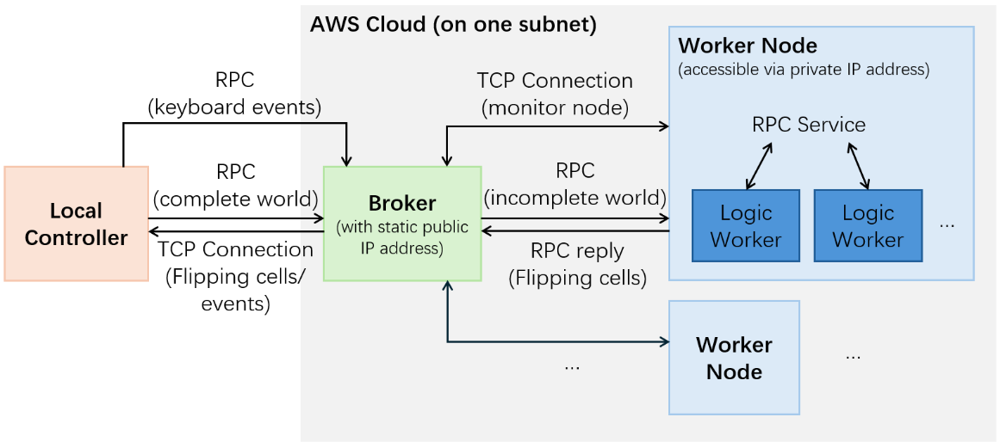 AWS Cloud (on one subnet)
Worker Node
(accessible via private IP address)
RPC
(keyboard events)
TCP Connection
(monitor node)
RPC Service
Local
Controller
RPC
(complete world)
TCP Connection
(Flipping cells/
events)
Broker
(with static public
IP address)
RPC
(incomplete world)
RPC reply
(Flipping cells)
Logic
Worker
Logic
Worker
...
...
Worker
Node
...